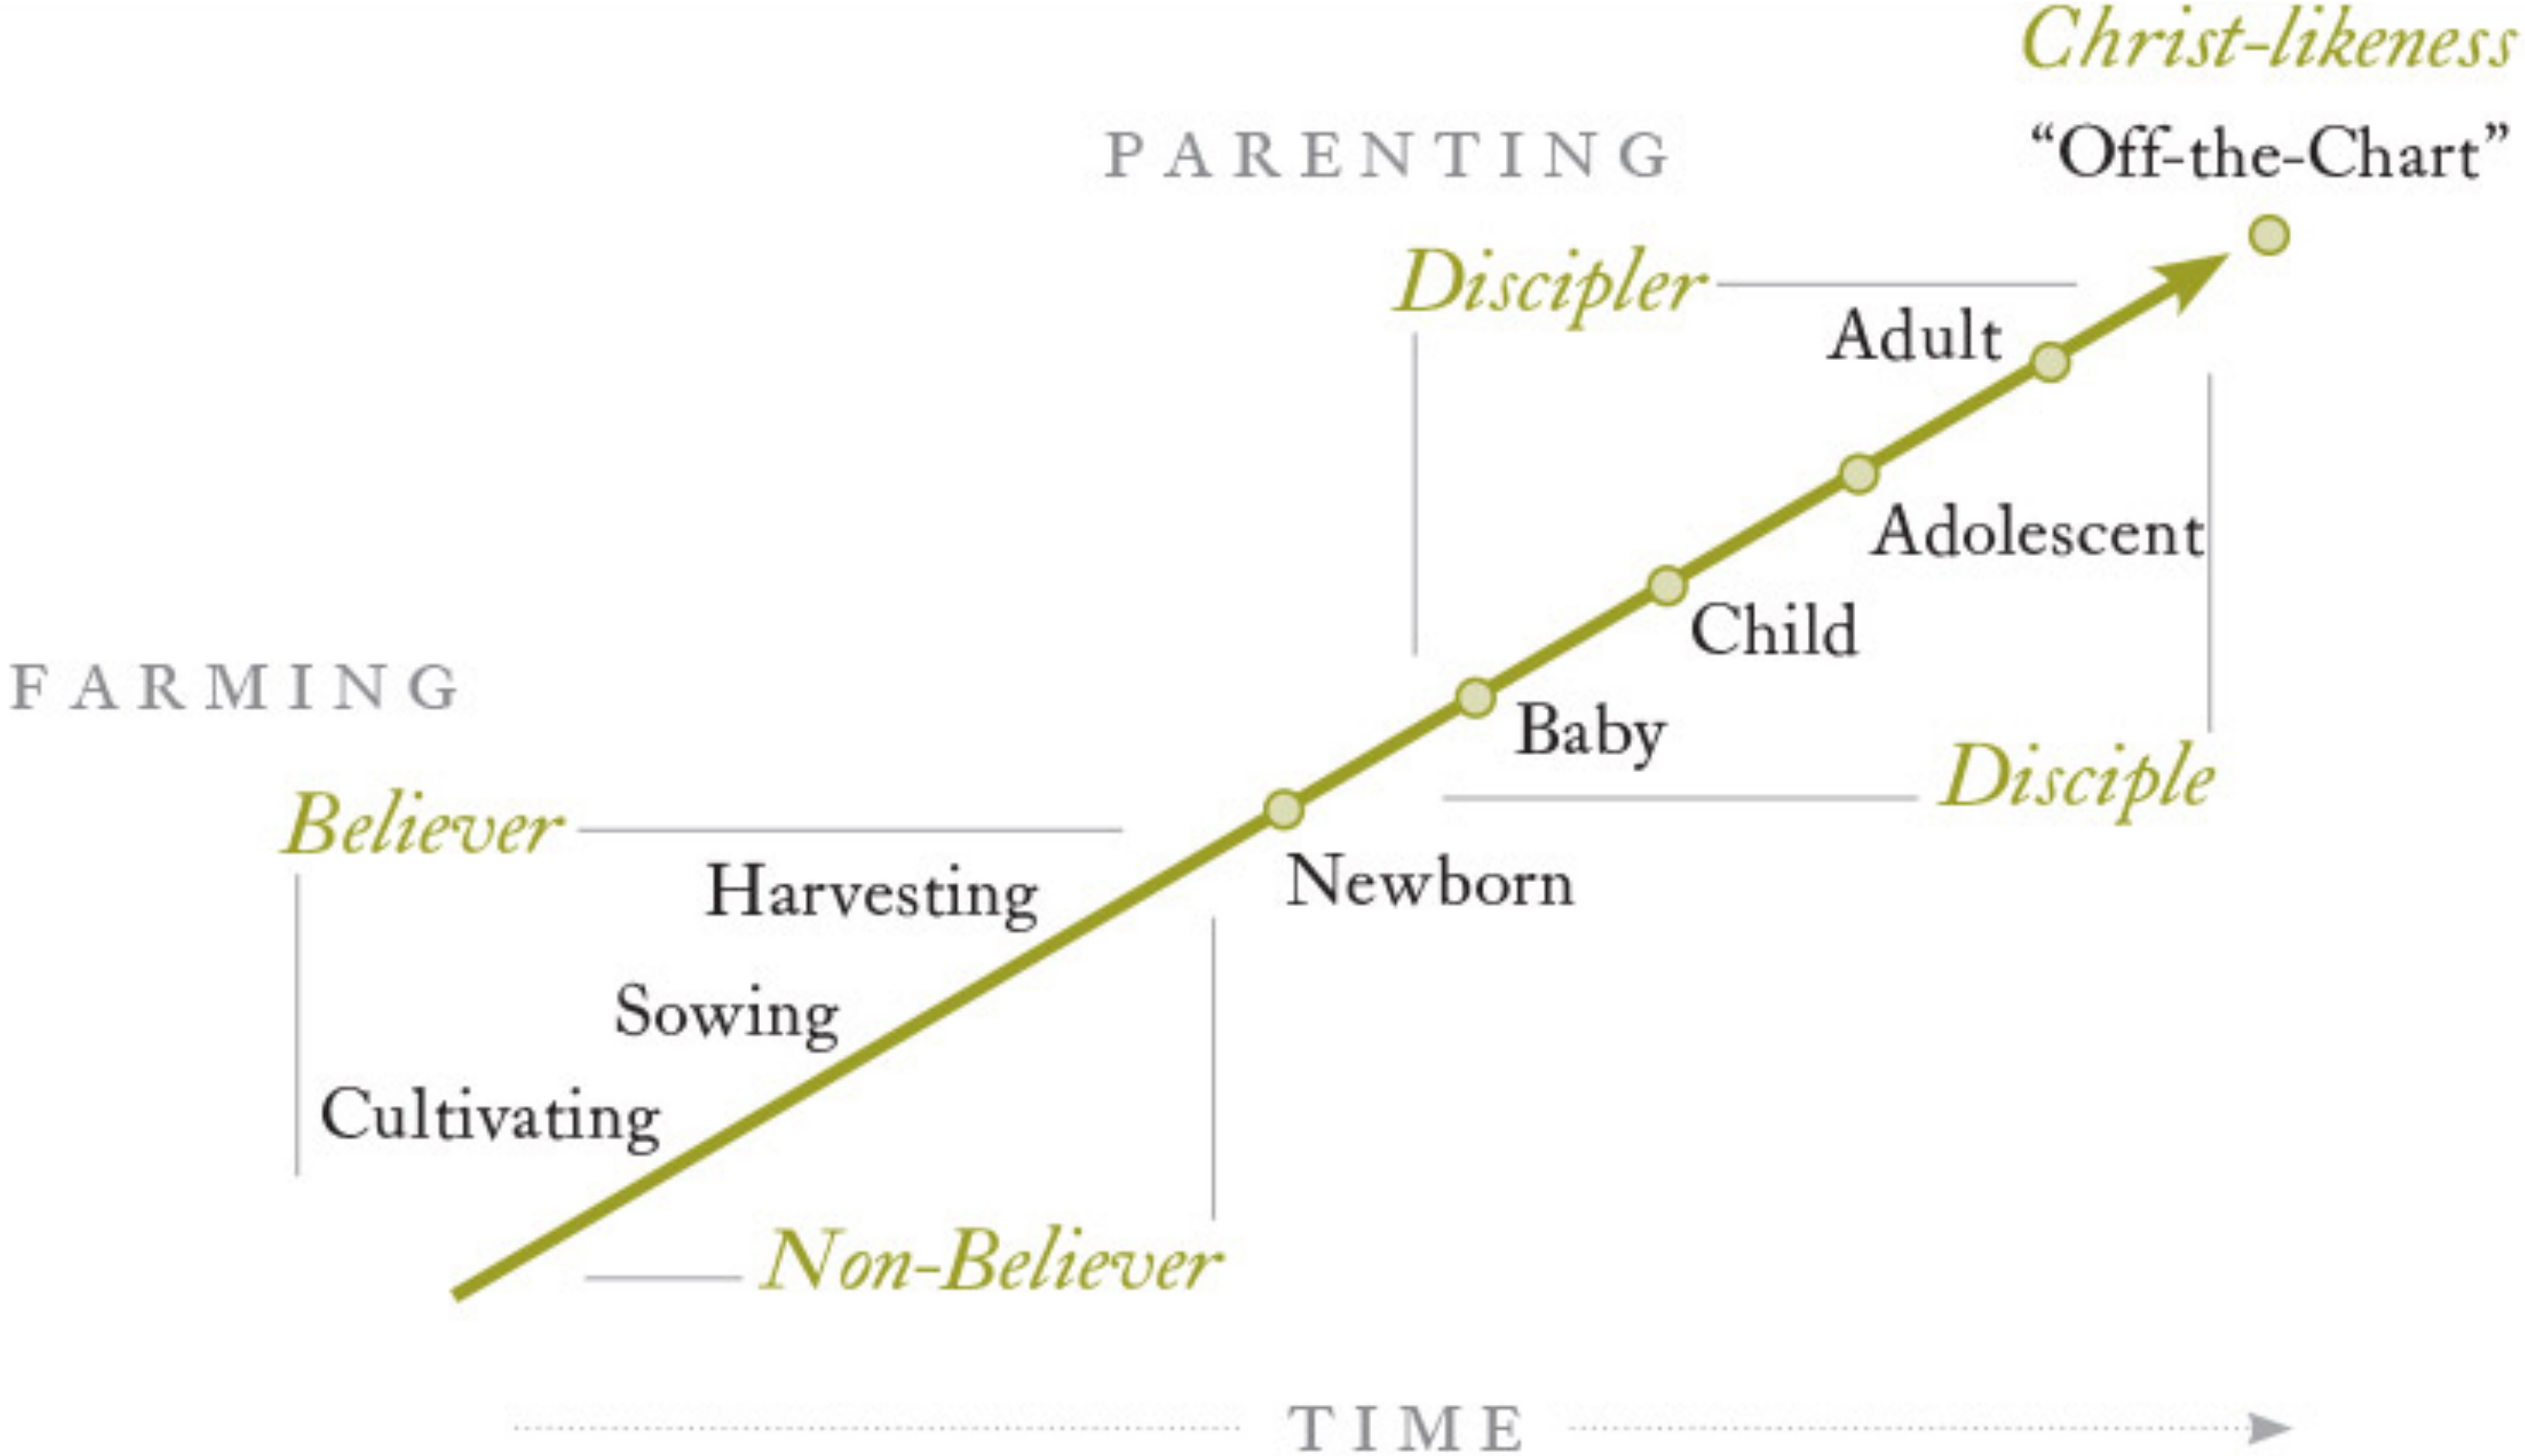 Christ-likeness
“Off-the-Chart”
PARENTING
Discipler
Adult
Adolescent
Child
FARMING
Baby
Disciple
Believer
Harvesting
Newborn
Sowing
Cultivating
Non-Believer
TIME